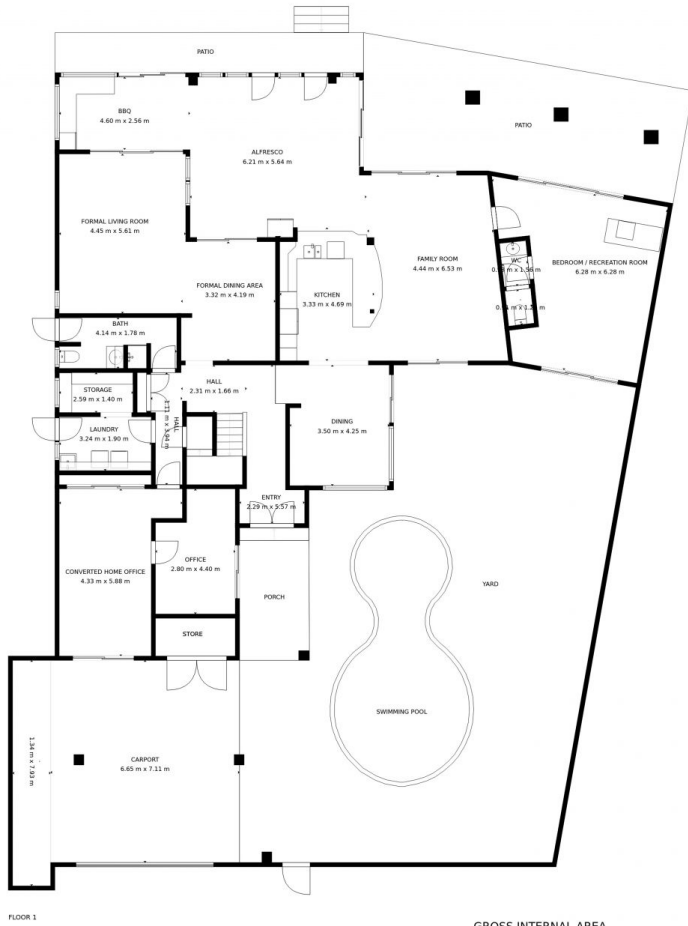 PATIO
BBQ
4.60 m x 2.56 m
PATIO
ALFRESCO
6.21 m x 5.64 m
FORMAL LIVING ROOM
4.45 m x 5.61 m
FAMILY ROOM
4.44 m x 6.53 m
WC
BEDROOM / RECREATION ROOM
6.28 m x 6.28 m
FORMAL DINING AREA
3.32 m x 4.19 m
KITCHEN
3.33 m x 4.69 m
BATH
4.14 m x 1.78 m
HALL
2.31 m x 1.66 m
STORAGE
2.59 m x 1.40 m
HALL
LAUNDRY
3.24 m x 1.90 m
DINING
3.50 m x 4.25 m
ENTRY
2.29 m x 5.57 m
OFFICE
2.80 m x 4.40 m
CONVERTED HOME OFFICE
4.33 m x 5.88 m
YARD
PORCH
STORE
SWIMMING POOL
1.34 m x 7.93 m
CARPORT
6.65 m x 7.11 m
FLOOR 1
GROSS INTERNAL AREA